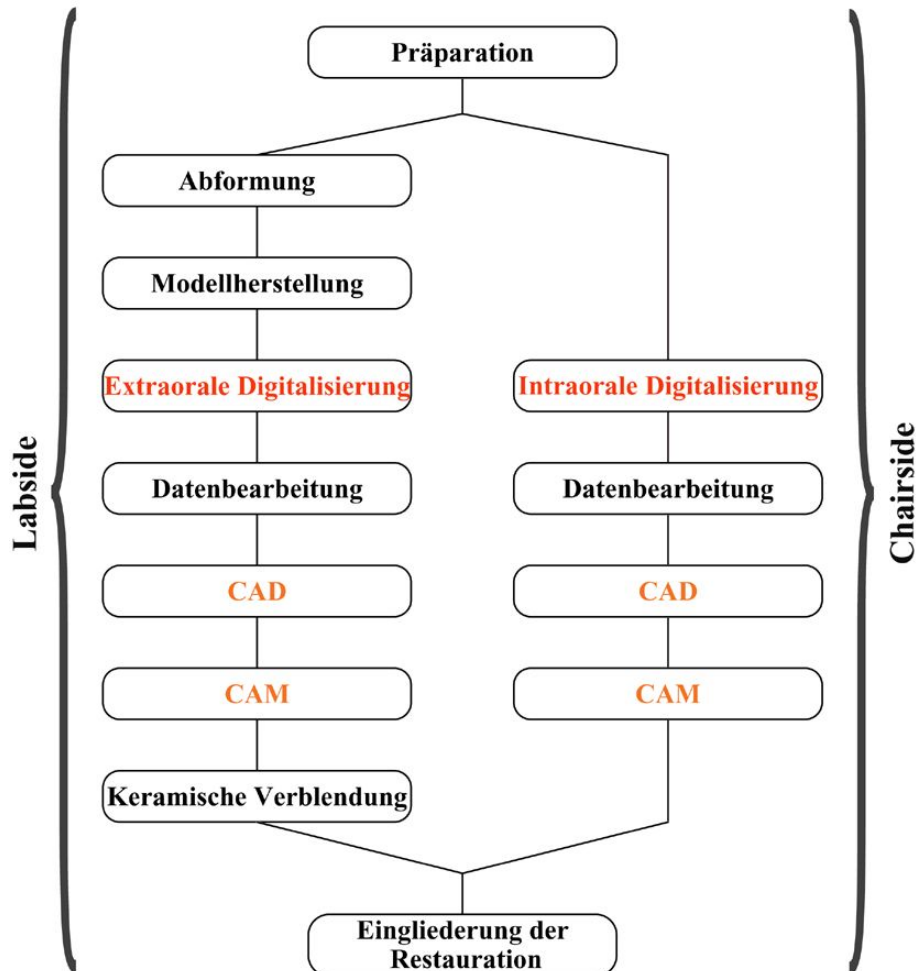 Präparation
Abformung
Modellherstellung
Extraorale Digitalisierung
Intraorale Digitalisierung
Datenbearbeitung
Datenbearbeitung
CAD
CAD
CAM
CAM
Keramische Verblendung
Eingliederung der
Restauration
Labside
Chairside